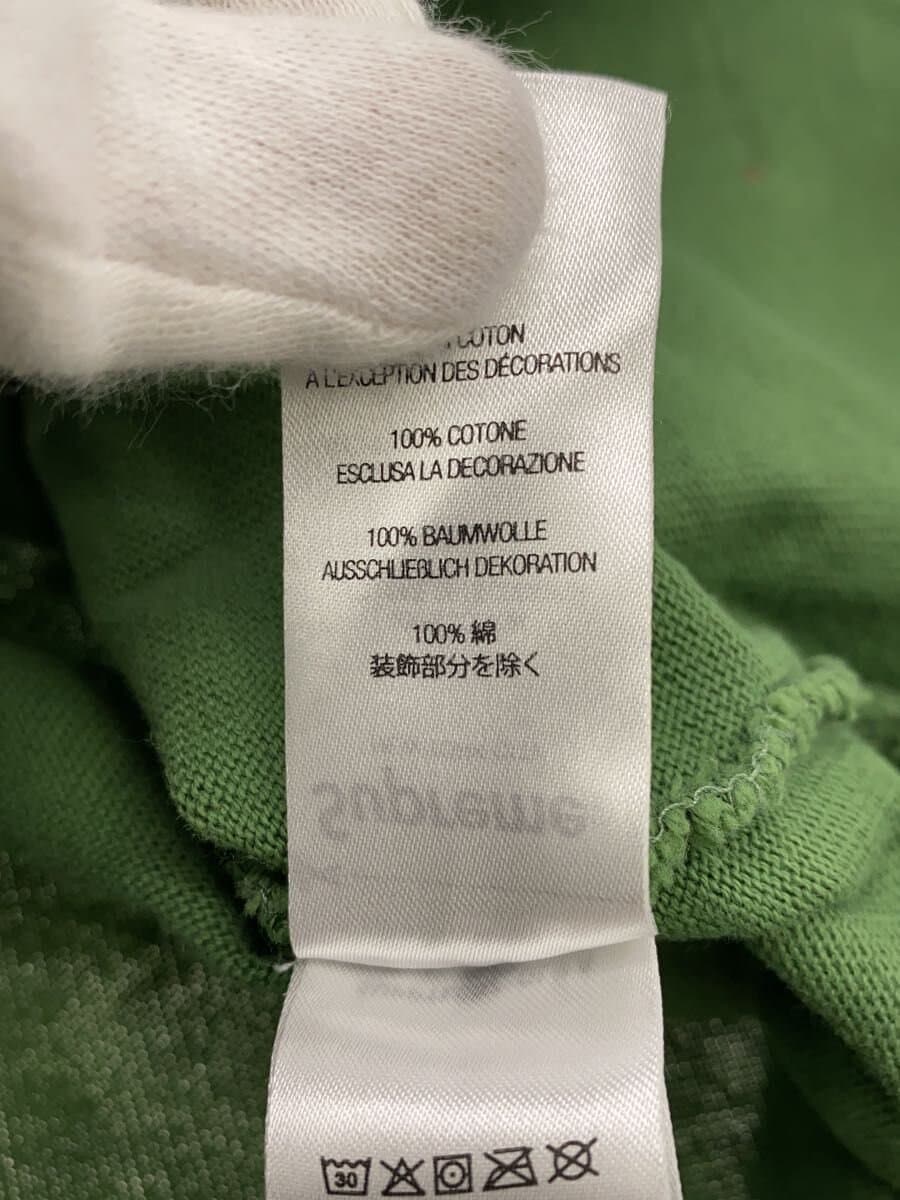 COTON
À L'EXCEPTION DES DÉCORATIONS
100% COTONE
ESCLUSA LA DECORAZIONE
100% BAUMWOLLE
AUSSCHLIEßLICH DEKORATION
100% 綿
装飾部分を除く
Supreme
30